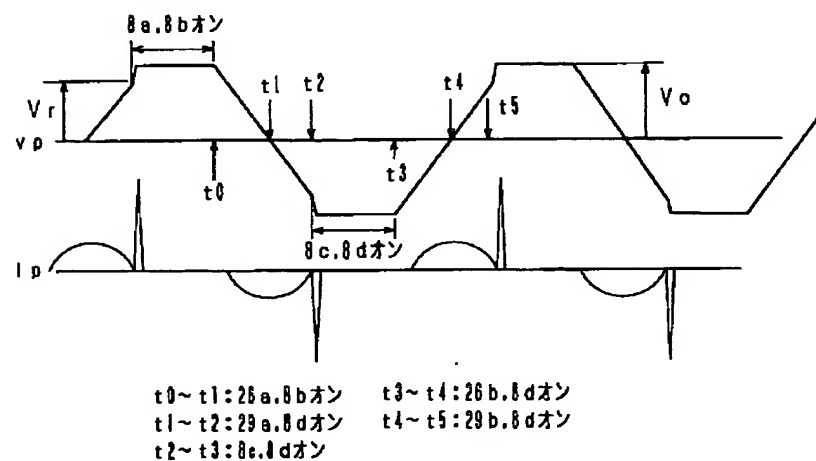 8a,8bオン
t1
t2
t4
Vr
t5
Vo
vp
t0
t3
8c,8dオン
Ip
t0~t1:26a,8bオン
t3~t4:26b,8dオン
t1~t2:29a,8dオン
t4~t5:29b,8dオン
t2~t3:8c,8dオン